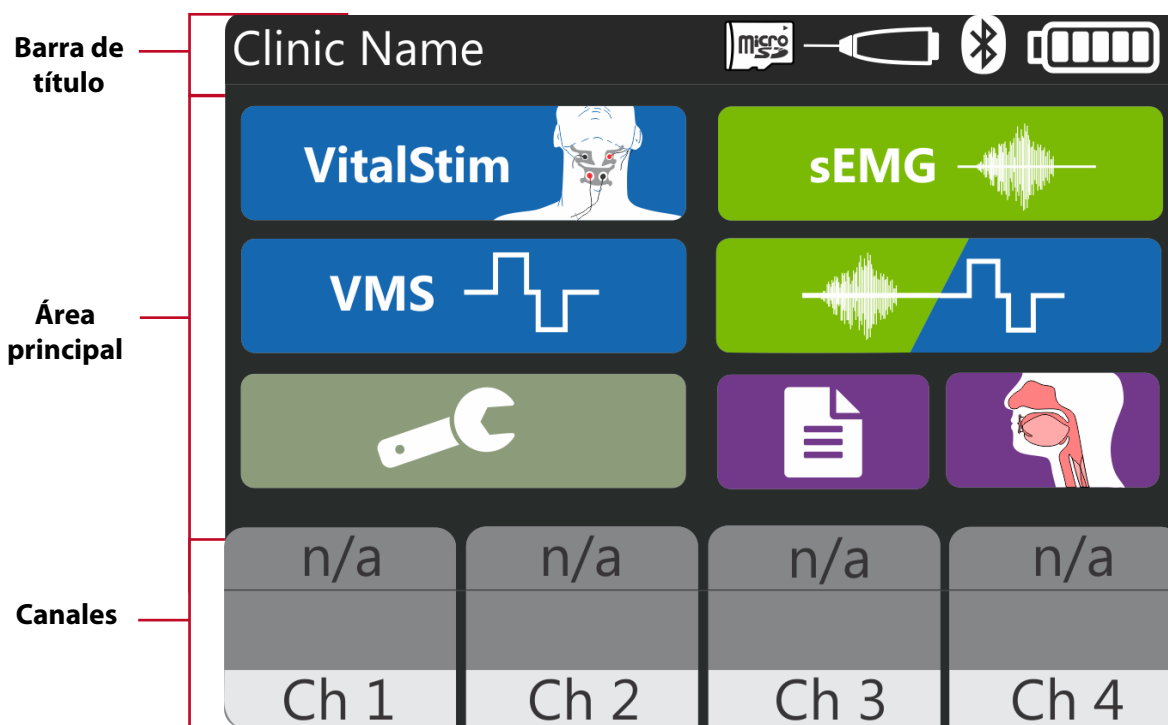 Barra de
título
Clinic Name
micro
SD
VitalStim
sEMG
VMS
Área
principal
n/a
n/a
n/a
n/a
Canales
Ch 1
Ch 2
Ch 3
Ch 4